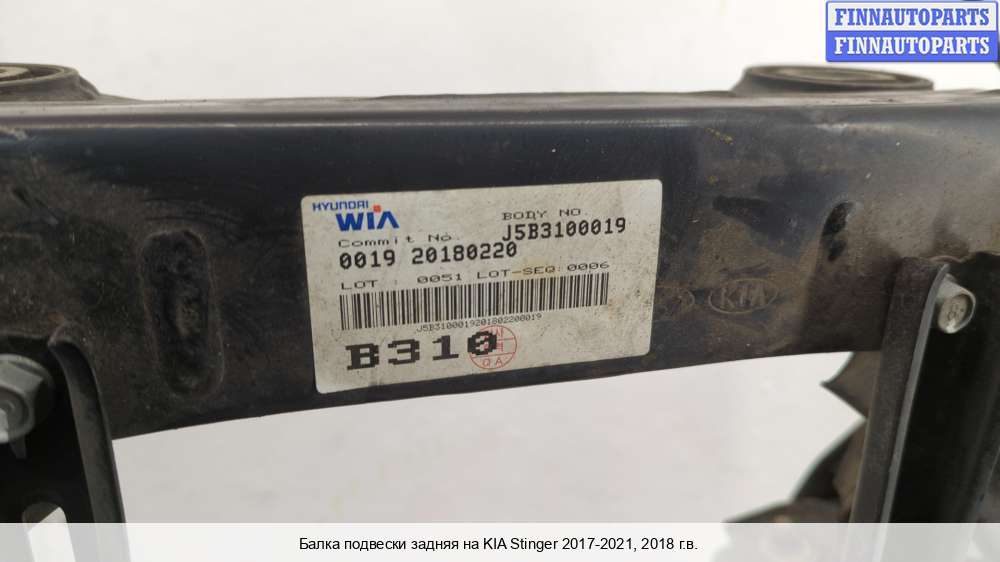 FINNAUTOPARTS
FINNAUTOPARTS
HYUNDAI
WIA
BODY NO.
Commit No.
J5B3100019
0019 20180220
LOT : 0051 LOT-SEQ:0006
J5B3100019201802200019
B310
QA
KIA
Балка подвески задняя на KIA Stinger 2017-2021, 2018 г.в.